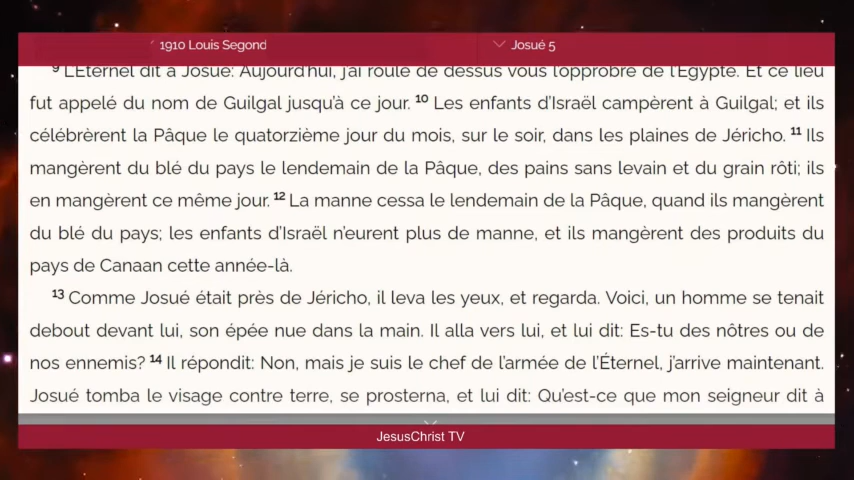 1910 Louis Segond
Josué 5
9 L'Éternel dit à Josué: Aujourd'hui, j'ai roulé de dessus vous l'opprobre de l'Égypte. Et ce lieu
fut appelé du nom de Guilgal jusqu'à ce jour. 10 Les enfants d'Israël campèrent à Guilgal; et ils
célébrèrent la Pâque le quatorzième jour du mois, sur le soir, dans les plaines de Jéricho. 11 Ils
mangèrent du blé du pays le lendemain de la Pâque, des pains sans levain et du grain rôti; ils
en mangèrent ce même jour. 12 La manne cessa le lendemain de la Pâque, quand ils mangèrent
du blé du pays; les enfants d'Israël n'eurent plus de manne, et ils mangèrent des produits du
pays de Canaan cette année-là.
13 Comme Josué était près de Jéricho, il leva les yeux, et regarda. Voici, un homme se tenait
debout devant lui, son épée nue dans la main. Il alla vers lui, et lui dit: Es-tu des nôtres ou de
nos ennemis? 14 Il répondit: Non, mais je suis le chef de l'armée de l'Éternel, j'arrive maintenant.
Josué tomba le visage contre terre, se prosterna, et lui dit: Qu'est-ce que mon seigneur dit à
JesusChrist TV